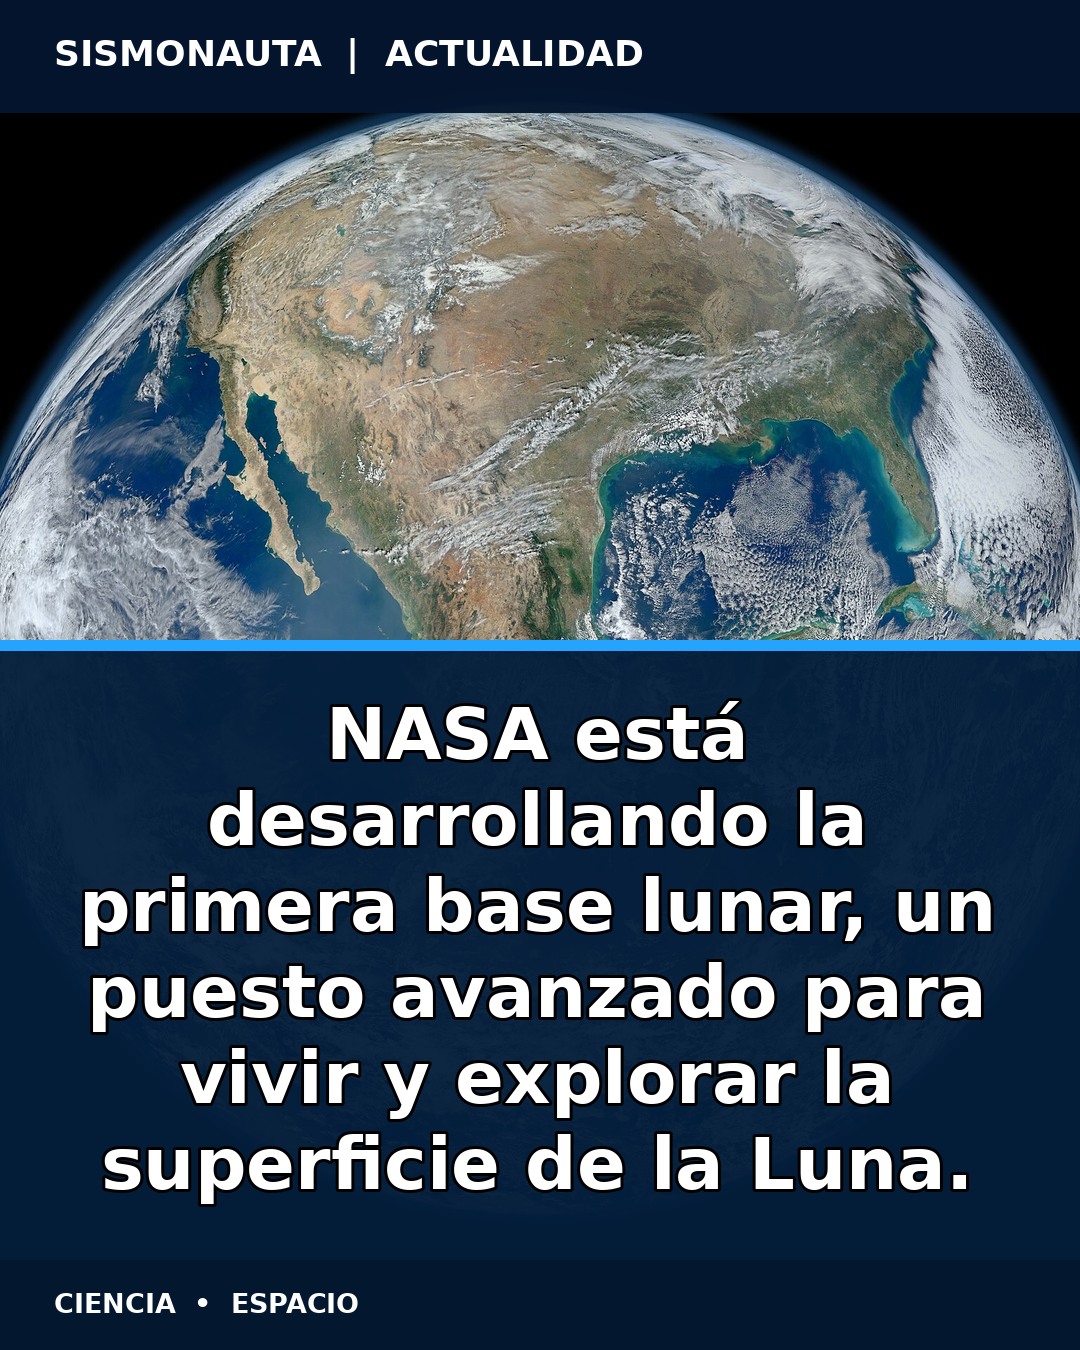 SISMONAUTA | ACTUALIDAD
NASA está
desarrollando la
primera base lunar, un
puesto avanzado para
vivir y explorar la
superficie de la Luna.
CIENCIA • ESPACIO